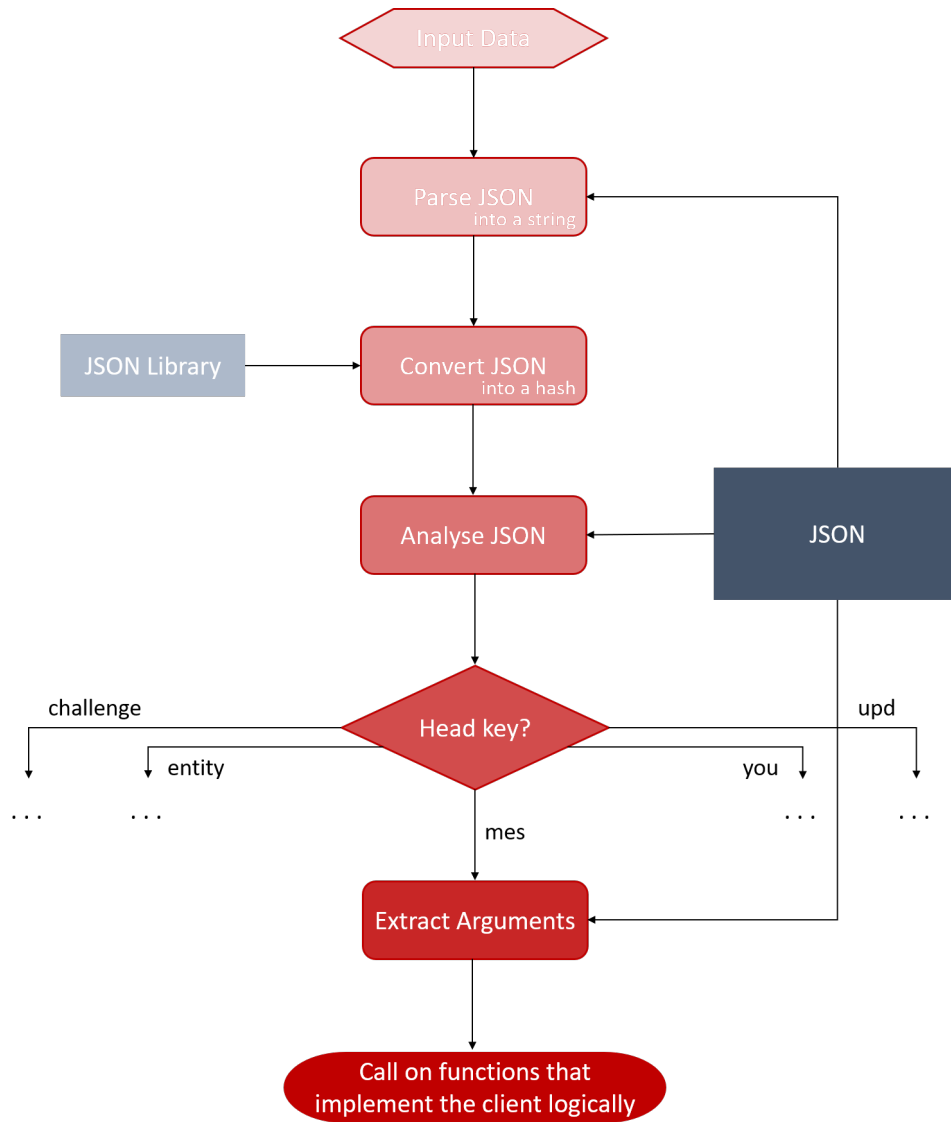 Input Data
Parse JSON
into a string
JSON Library
Convert JSON
into a hash
Analyse JSON
JSON
challenge
upd
Head key?
entity
you
. . .
. . .
. . .
. . .
mes
Extract Arguments
Call on functions that
implement the client logically